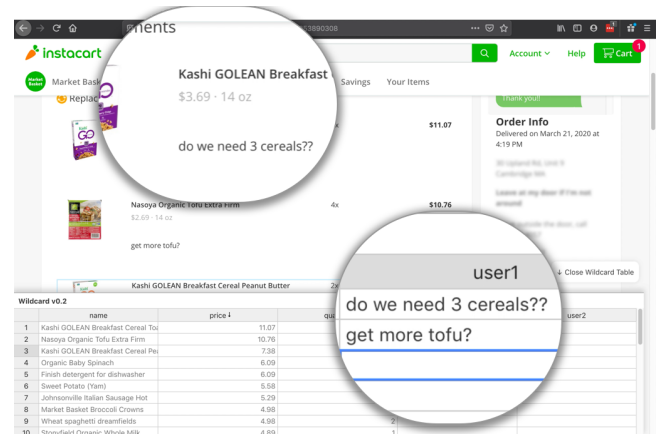 ments
3880308
instacart
Account
Help
Cart
1
Market Bask
Savings
Your Items
Replac
Kashi GOLEAN Breakfast
$3.69 · 14 oz
do we need 3 cereals??
x
$11.07
Thank you!!
Order Info
Delivered on March 21, 2020 at
4:19 PM
Nasoya Organic Tofu Extra Firm
4x
$10.76
$2.69 · 14 oz
get more tofu?
Kashi GOLEAN Breakfast Cereal Peanut Butter
2x
↓ Close Wildcard Table
Wildcard v0.2
name
price ↓
qua
user1
user2
do we need 3 cereals??
get more tofu?
1 Kashi GOLEAN Breakfast Cereal Toa 11.07
2 Nasoya Organic Tofu Extra Firm 10.76
3 Kashi GOLEAN Breakfast Cereal Pea 7.38
4 Organic Baby Spinach 6.09
5 Finish detergent for dishwasher 6.09
6 Sweet Potato (Yam) 5.58
7 Johnsonville Italian Sausage Hot 5.29
8 Market Basket Broccoli Crowns 4.98
9 Wheat spaghetti dreamfields 4.98 2
10 Stonyfield Organic Whole Milk 4.89 1